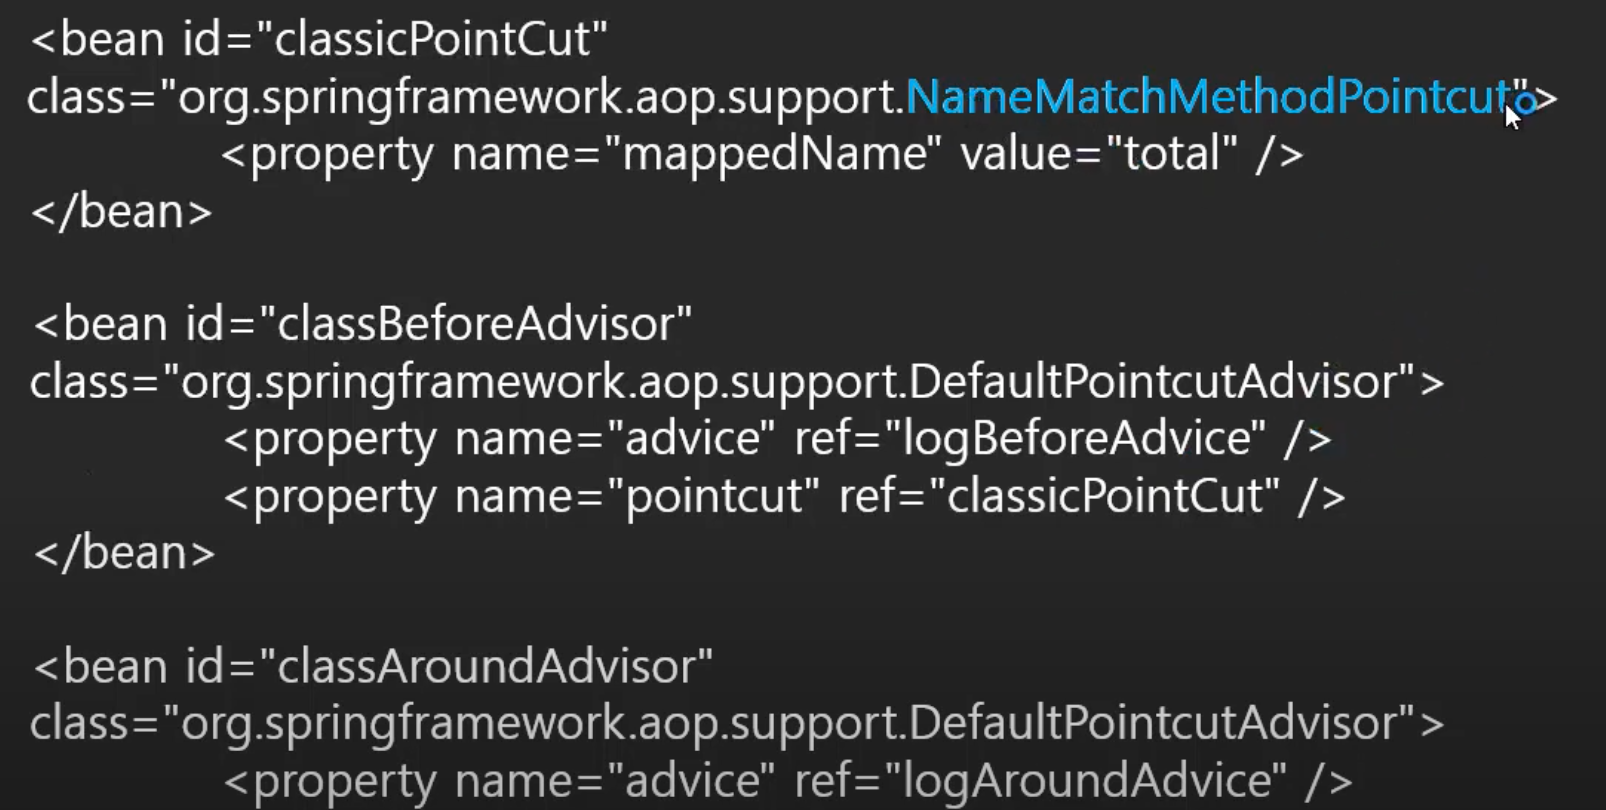 <bean id="classicPointCut"
class="org.springframework.aop.support.NameMatchMethodPointcut">
<property name="mappedName" value="total" />
</bean>
<bean id="classBeforeAdvisor"
class="org.springframework.aop.support.DefaultPointcutAdvisor">
<property name="advice" ref="logBeforeAdvice" />
<property name="pointcut" ref="classicPointCut" />
</bean>
<bean id="classAroundAdvisor"
class="org.springframework.aop.support.DefaultPointcutAdvisor">
<property name="advice" ref="logAroundAdvice" />